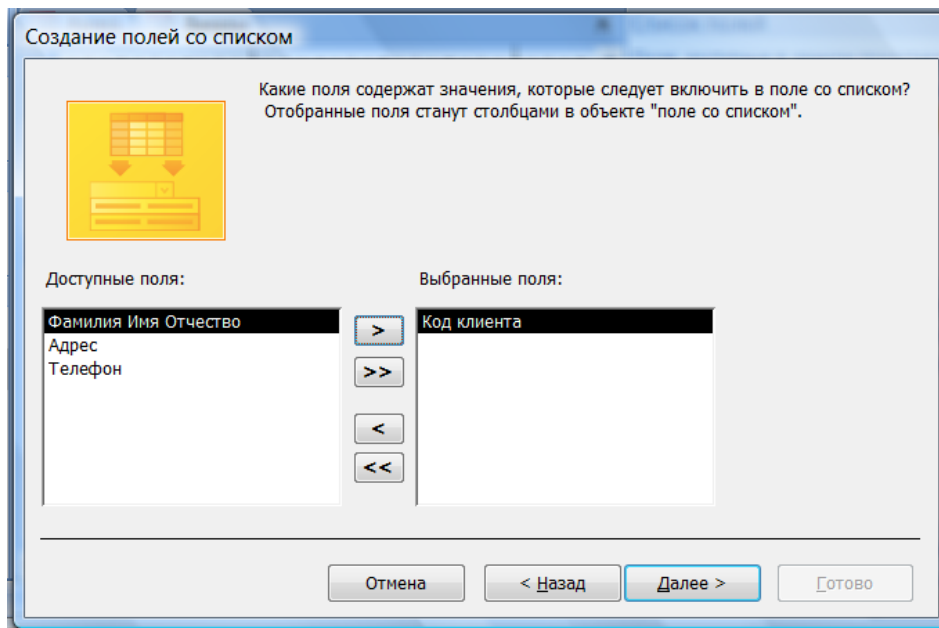 Создание полей со списком
Какие поля содержат значения, которые следует включить в поле со списком?
Отобранные поля станут столбцами в объекте "поле со списком".
Доступные поля:
Выбранные поля:
Фамилия Имя Отчество
Адрес
Телефон
>
>>
<
<<
Код клиента
Отмена
< Назад
Далее >
Готово